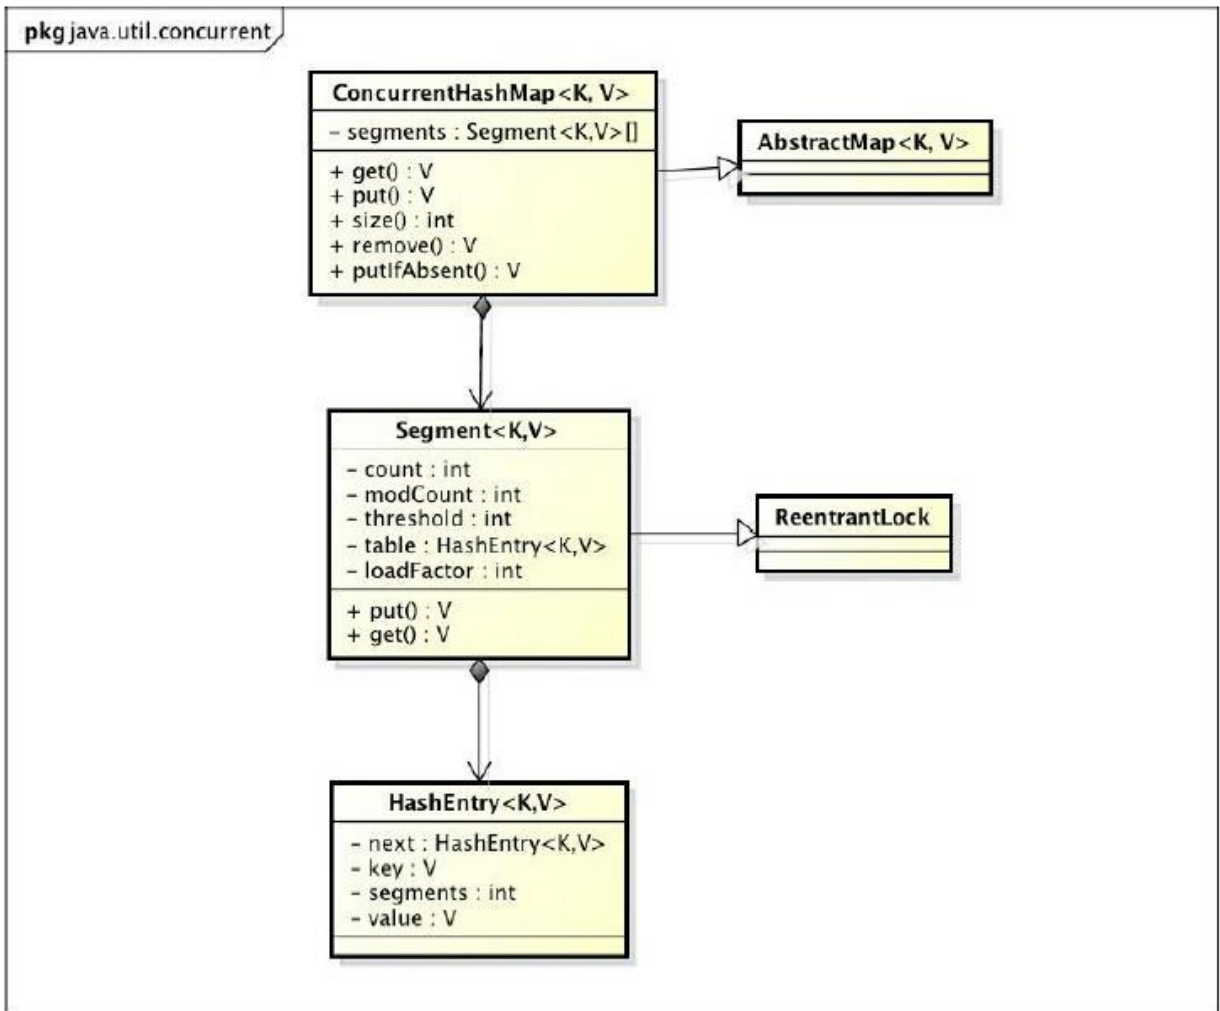 pkg java.util.concurrent
ConcurrentHashMap<K, V>
- segments : Segment<K,V>[]
+ get() : V
+ put() : V
+ size() : int
+ remove() : V
+ putIfAbsent() : V
AbstractMap<K, V>
Segment<K,V>
- count : int
- modCount : int
- threshold : int
- table : HashEntry<K,V>
- loadFactor : int
+ put() : V
+ get() : V
ReentrantLock
HashEntry<K,V>
- next : HashEntry<K,V>
- key : V
- segments : int
- value : V